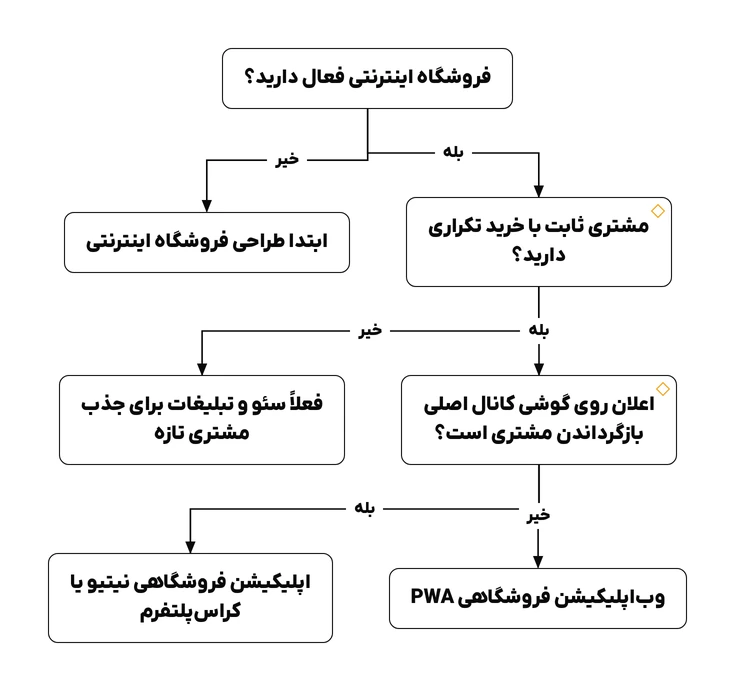 فروشگاه اینترنتی فعال دارید؟
بله
خیر
مشتری ثابت با خرید تکراری
دارید؟
ابتدا طراحی فروشگاه اینترنتی
بله
خیر
اعلان روی گوشی کانال اصلی
بازگرداندن مشتری است؟
فعلاً سئو و تبلیغات برای جذب
مشتری تازه
خیر
بله
وب‌اپلیکیشن فروشگاهی PWA
اپلیکیشن فروشگاهی نیتیو یا
کراس‌پلتفرم